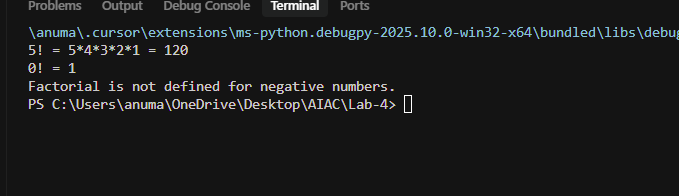 Problems Output Debug Console Terminal Ports
\anuma\.cursor\extensions\ms-python.debugpy-2025.10.0-win32-x64\bundled\libs\debug
5! = 5*4*3*2*1 = 120
0! = 1
Factorial is not defined for negative numbers.
PS C:\Users\anuma\OneDrive\Desktop\AIAC\Lab-4>